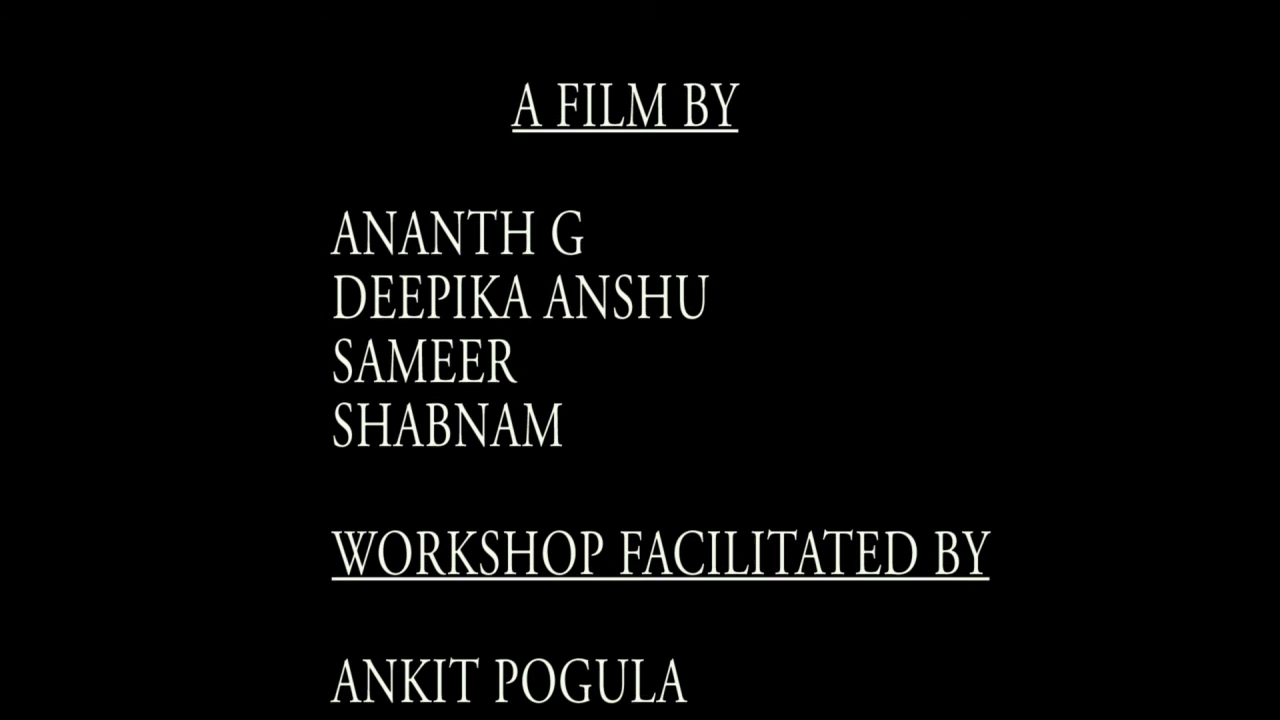 A FILM BY
ANANTH G
DEEPIKA ANSHU
SAMEER
SHABNAM
WORKSHOP FACILITATED BY
ANKIT POGULA